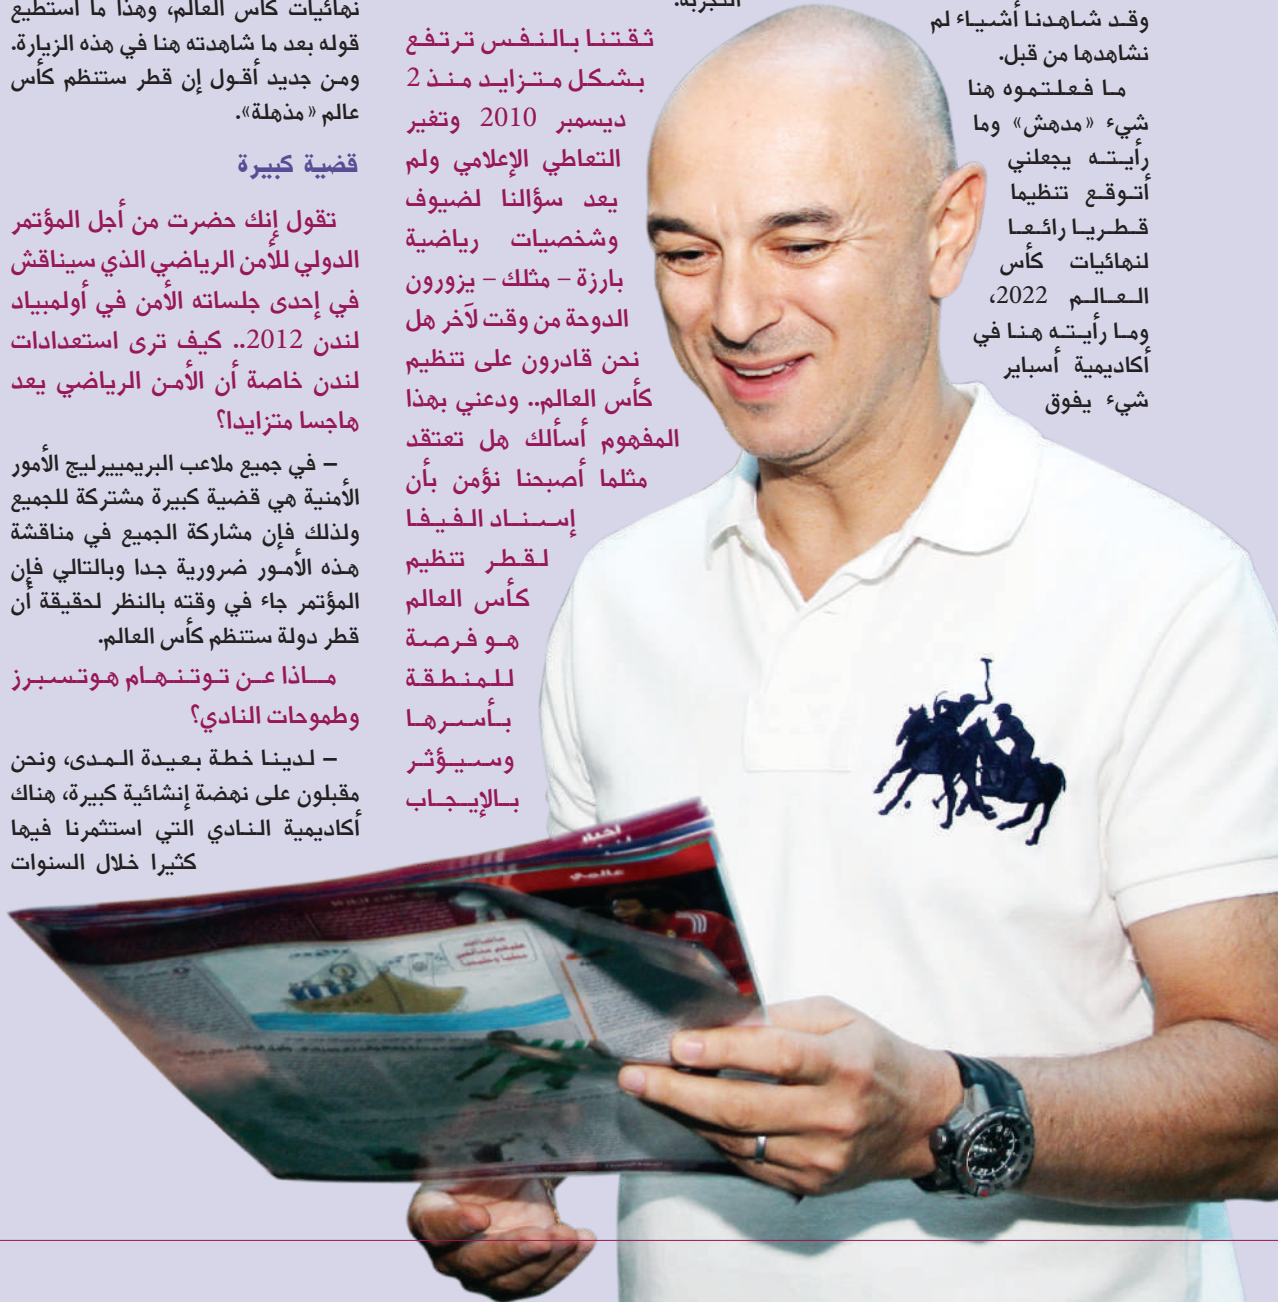 وقد شاهدنا أشياء لم
نشاهدها من قبل.
ما فعلتموه هنا
شيء «مدهش» وما
رأيته يجعلني
أتوقع تنظيما
قطريا رائعا
لنهائيات كأس
العالم 2022،
وما رأيته هنا في
أكاديمية أسباير
شيء يفوق
التجربة.
ثقتنا بالنفس ترتفع
بشكل متزايد منذ 2
ديسمبر 2010 وتغير
التعاطي الإعلامي ولم
يعد سؤالنا لضيوف
وشخصيات رياضية
بارزة – مثلك – يزورون
الدوحة من وقت لآخر هل
نحن قادرون على تنظيم
كأس العالم.. ودعني بهذا
المفهوم أسألك هل تعتقد
مثلما أصبحنا نؤمن بأن
إسناد الفيفا
لقطر تنظيم
كأس العالم
هو فرصة
للمنطقة
بأسرها
وسيؤثر
بالإيجاب
نهائيات كأس العالم، وهذا ما أستطيع
قوله بعد ما شاهدته هنا في هذه الزيارة.
ومن جديد أقول إن قطر ستنظم كأس
عالم «مذهلة».
قضية كبيرة
تقول إنك حضرت من أجل المؤتمر
الدولي للأمن الرياضي الذي سيناقش
في إحدى جلساته الأمن في أولمبياد
لندن 2012.. كيف ترى استعدادات
لندن خاصة أن الأمن الرياضي يعد
هاجسا متزايدا؟
– في جميع ملاعب البريمييرليج الأمور
الأمنية هي قضية كبيرة مشتركة للجميع
ولذلك فإن مشاركة الجميع في مناقشة
هذه الأمور ضرورية جدا وبالتالي فإن
المؤتمر جاء في وقته بالنظر لحقيقة أن
قطر دولة ستنظم كأس العالم.
ماذا عن توتنهام هوتسبرز
وطموحات النادي؟
– لدينا خطة بعيدة المدى، ونحن
مقبلون على نهضة إنشائية كبيرة، هناك
أكاديمية النادي التي استثمرنا فيها
كثيرا خلال السنوات
أخبار
عالمي